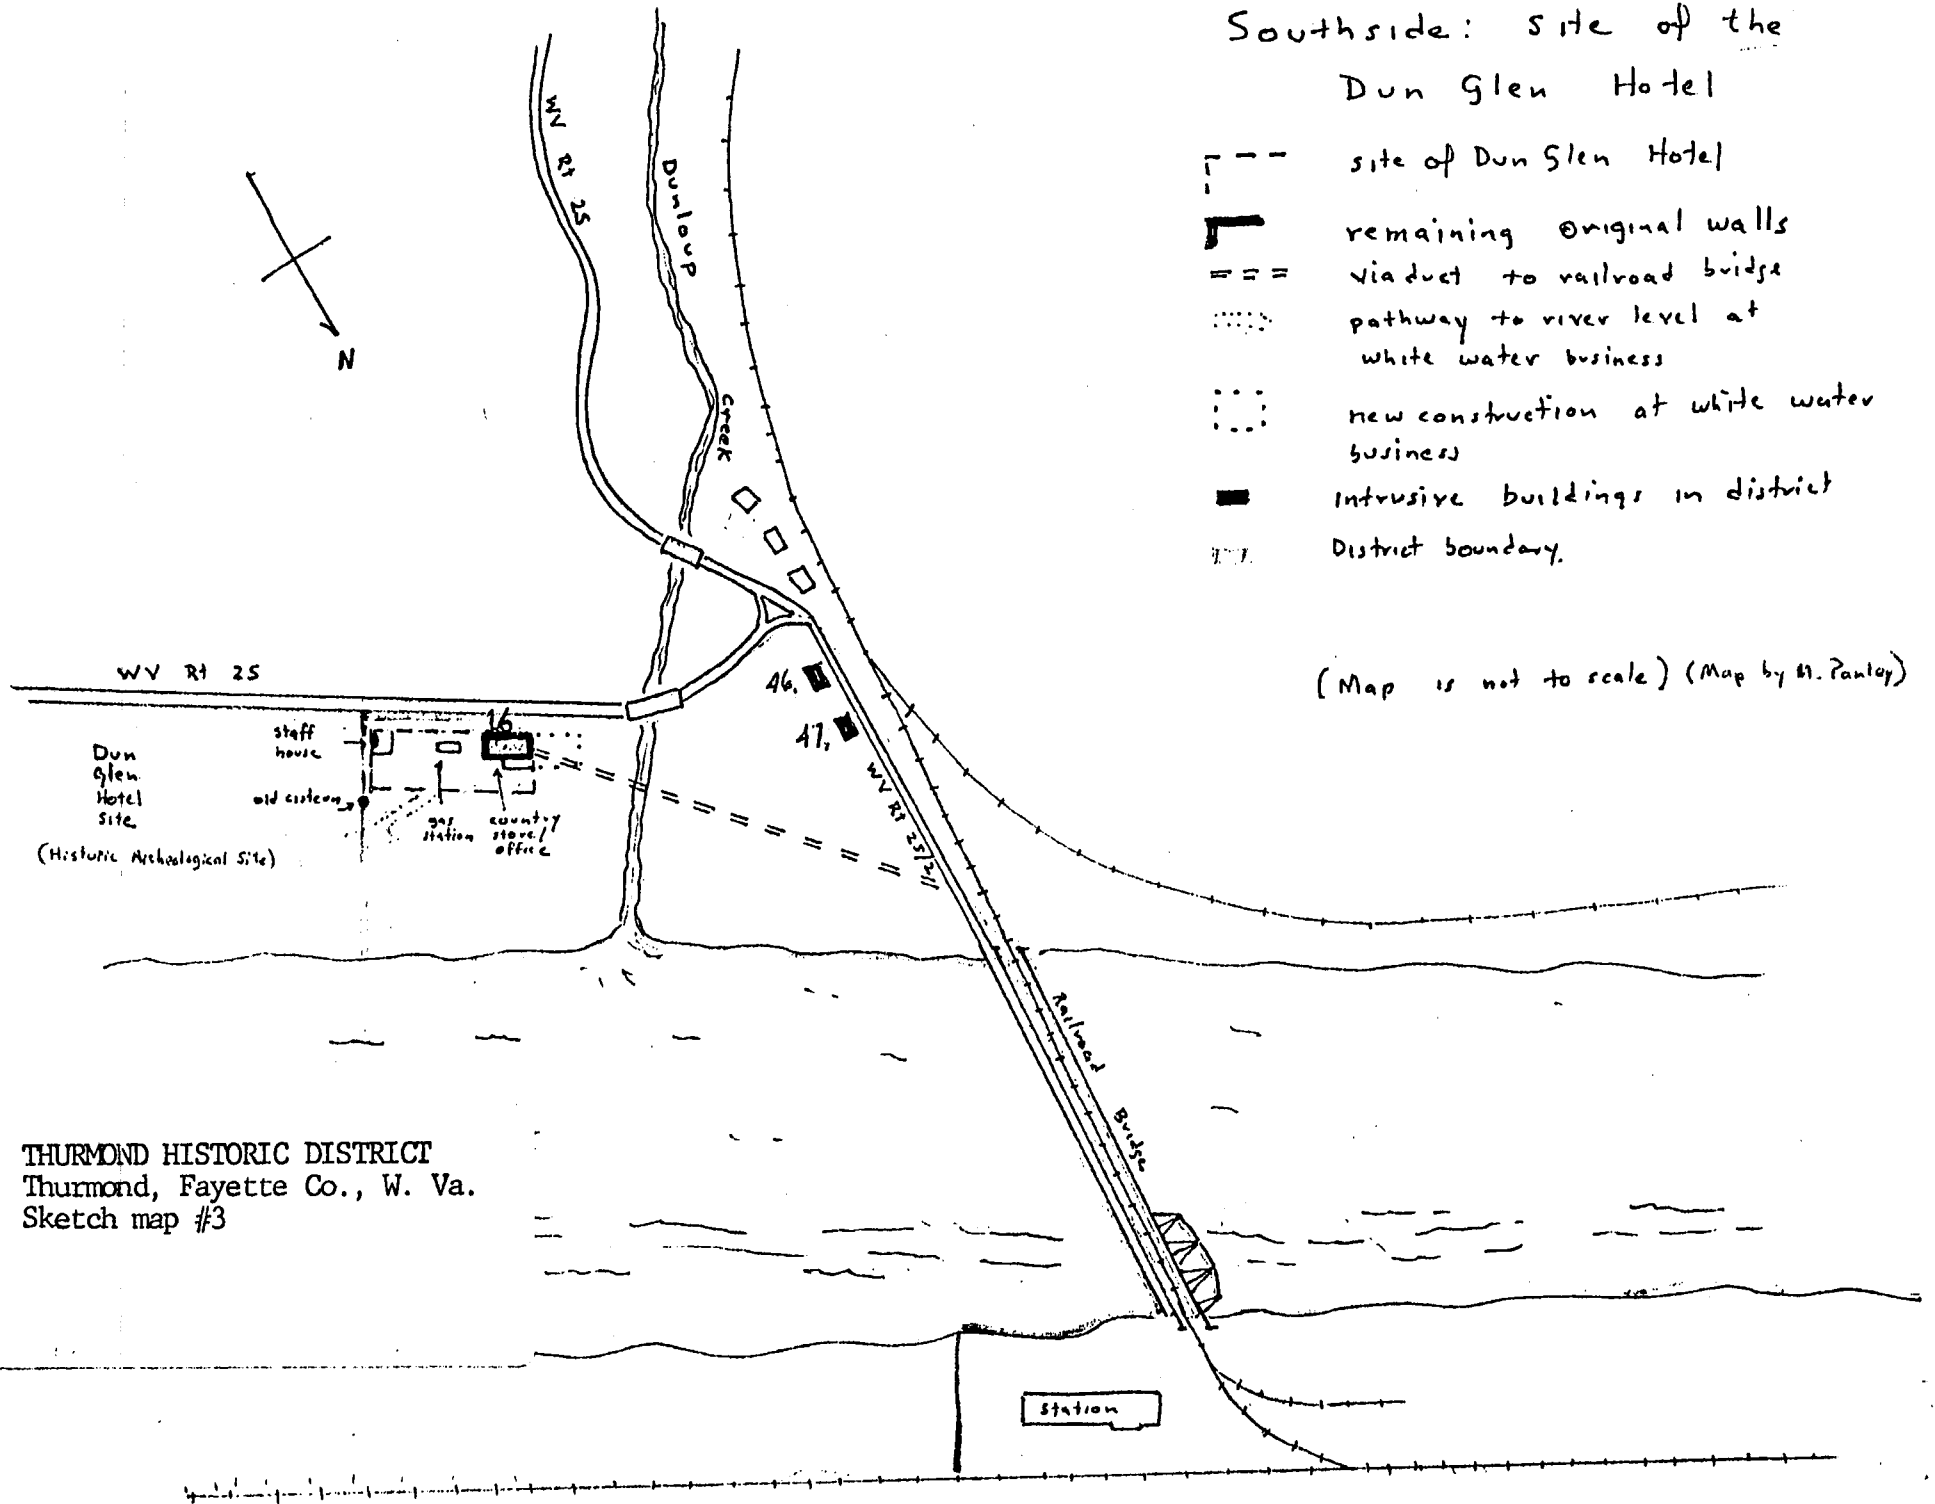 Southside: site of the
Dun Glen Hotel
site of Dun Glen Hotel
remaining original walls
viaduct to railroad bridge
pathway to river level at
white water business
new construction at white water
business
intrusive buildings in district
District boundary.
(Map is not to scale) (Map by M. Pauley)
N
WV Rt 25
Dunloup
Creek
WV Rt 25
46.
47.
16
staff
house
Dun
Glen
Hotel
Site
old cistern
gas
station
country
store/
office
(Historic Archeological Site)
WV Rt 25/2
Railroad
Bridge
THURMOND HISTORIC DISTRICT
Thurmond, Fayette Co., W. Va.
Sketch map #3
Station